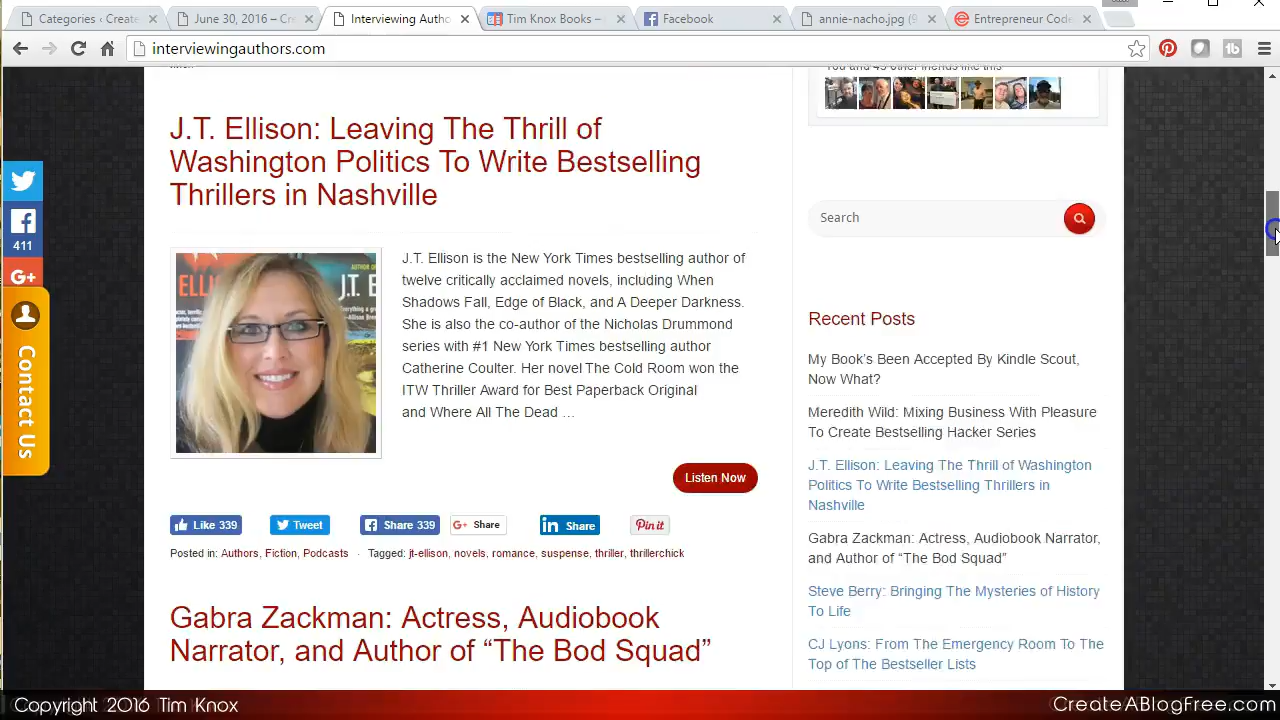 Categories ‹ Create
June 30, 2016 – Cre
Interviewing Autho
Tim Knox Books –
Facebook
annie-nacho.jpg (9
Entrepreneur Code
interviewingauthors.com
You and 49 other friends like this
J.T. Ellison: Leaving The Thrill of
Washington Politics To Write Bestselling
Thrillers in Nashville
J.T. Ellison is the New York Times bestselling author of
twelve critically acclaimed novels, including When
Shadows Fall, Edge of Black, and A Deeper Darkness.
She is also the co-author of the Nicholas Drummond
series with #1 New York Times bestselling author
Catherine Coulter. Her novel The Cold Room won the
ITW Thriller Award for Best Paperback Original
and Where All The Dead …
Listen Now
Like 339
Tweet
Share 339
G+ Share
in Share
Pin it
Posted in: Authors, Fiction, Podcasts · Tagged: jt-ellison, novels, romance, suspense, thriller, thrillerchick
Gabra Zackman: Actress, Audiobook
Narrator, and Author of “The Bod Squad”
Search
Recent Posts
My Book’s Been Accepted By Kindle Scout,
Now What?
Meredith Wild: Mixing Business With Pleasure
To Create Bestselling Hacker Series
J.T. Ellison: Leaving The Thrill of Washington
Politics To Write Bestselling Thrillers in
Nashville
Gabra Zackman: Actress, Audiobook Narrator,
and Author of “The Bod Squad”
Steve Berry: Bringing The Mysteries of History
To Life
CJ Lyons: From The Emergency Room To The
Top of The Bestseller Lists
411
G+
Contact Us
Copyright 2016 Tim Knox
CreateABlogFree.com